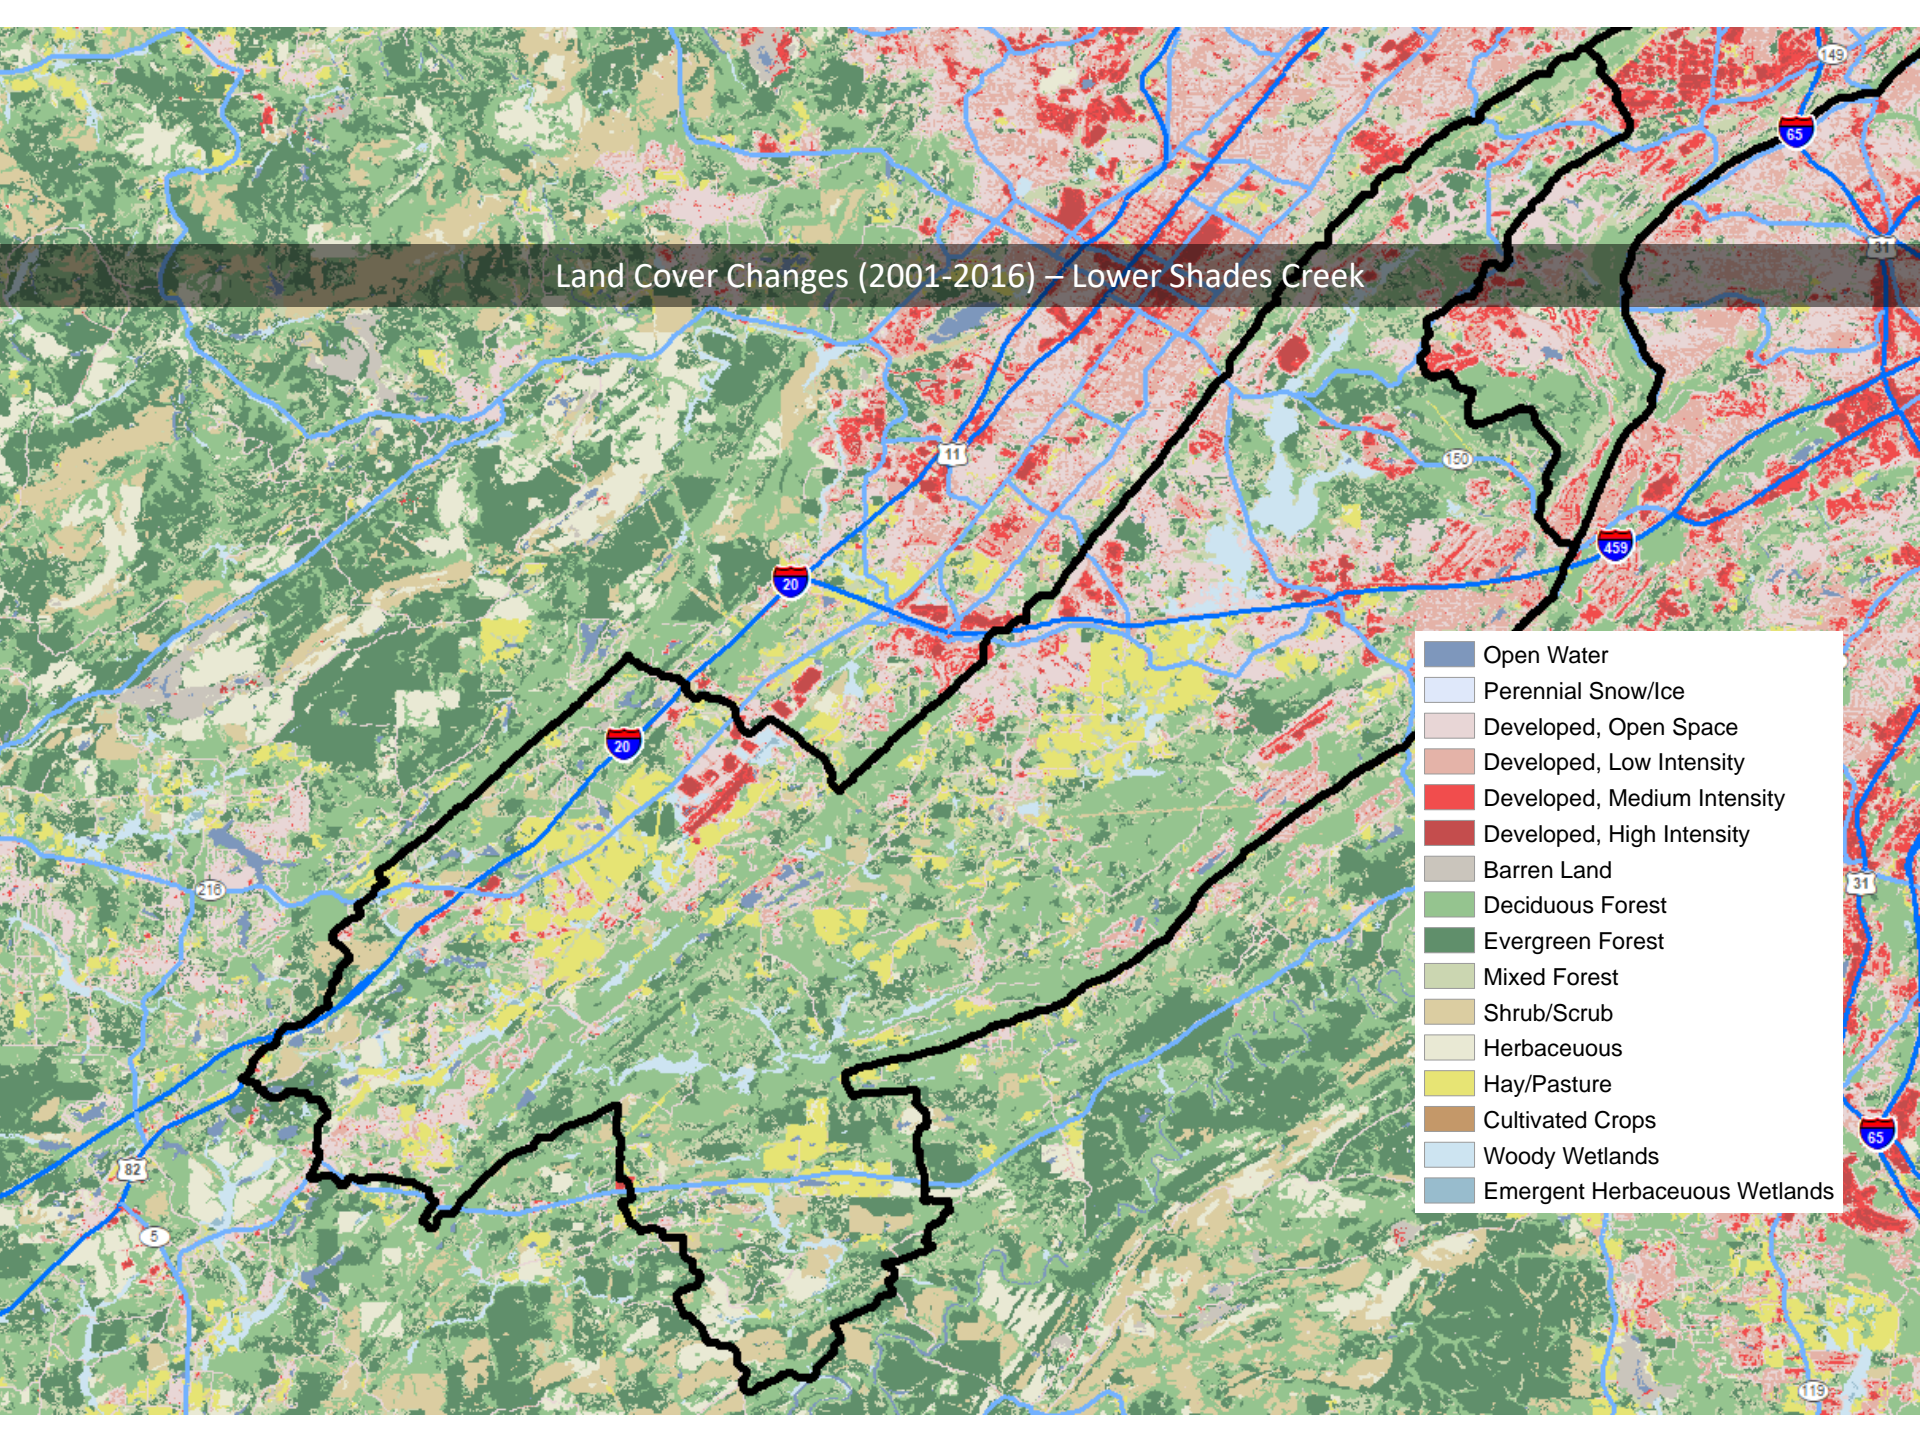 149
65
31
Land Cover Changes (2001-2016) – Lower Shades Creek
11
150
459
20
20
Open Water
Perennial Snow/Ice
Developed, Open Space
Developed, Low Intensity
Developed, Medium Intensity
Developed, High Intensity
Barren Land
Deciduous Forest
Evergreen Forest
Mixed Forest
Shrub/Scrub
Herbaceuous
Hay/Pasture
Cultivated Crops
Woody Wetlands
Emergent Herbaceuous Wetlands
216
31
65
82
5
119